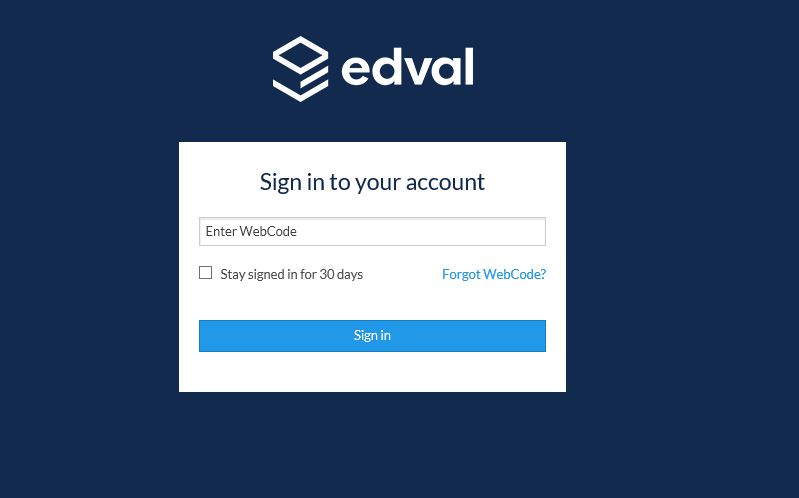 edval
Sign in to your account
Enter WebCode
Stay signed in for 30 days
Forgot WebCode?
Sign in